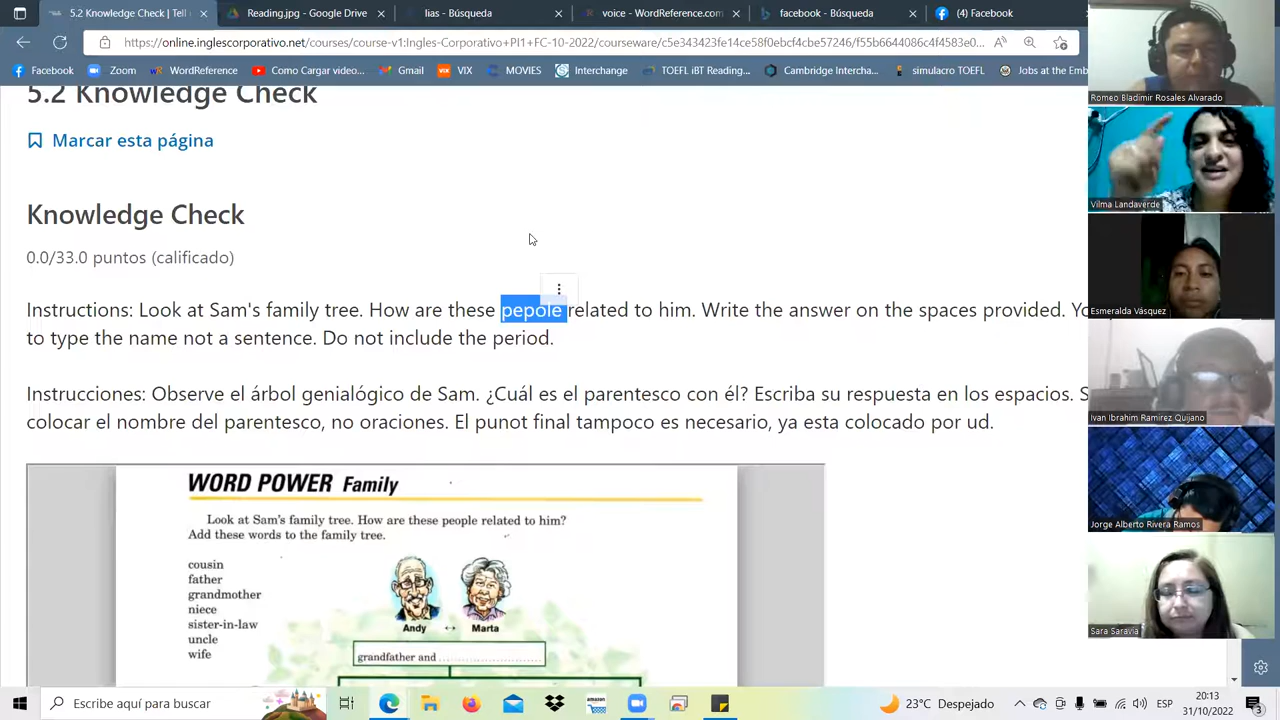 5.2 Knowledge Check | Tell
Reading.jpg - Google Drive
lias - Búsqueda
voice - WordReference.com
facebook - Búsqueda
(4) Facebook
https://online.inglescorporativo.net/courses/course-v1:Ingles-Corporativo+PI1+FC-10-2022/courseware/c5e343423fe14ce58f0ebcf4cbe57246/f55b6644086c4f4583e0...
Facebook
Zoom
WordReference
Como Cargar video...
Gmail
VIX
MOVIES
Interchange
TOEFL iBT Reading...
Cambridge Intercha...
simulacro TOEFL
Jobs at the Emb
5.2 Knowledge Check
Marcar esta página
Knowledge Check
0.0/33.0 puntos (calificado)
Instructions: Look at Sam's family tree. How are these pepole related to him. Write the answer on the spaces provided. Yo
to type the name not a sentence. Do not include the period.
Instrucciones: Observe el árbol genialógico de Sam. ¿Cuál es el parentesco con él? Escriba su respuesta en los espacios. S
colocar el nombre del parentesco, no oraciones. El punot final tampoco es necesario, ya esta colocado por ud.
WORD POWER Family
Look at Sam's family tree. How are these people related to him?
Add these words to the family tree.
cousin
father
grandmother
niece
sister-in-law
uncle
wife
Andy ↔ Marta
grandfather and ........................
Romeo Bladimir Rosales Alvarado
Vilma Landaverde
Esmeralda Vásquez
Ivan Ibrahim Ramirez Quijano
Jorge Alberto Rivera Ramos
Sara Saravia
Escribe aquí para buscar
amazon
23°C Despejado
ESP
20:13
31/10/2022
3